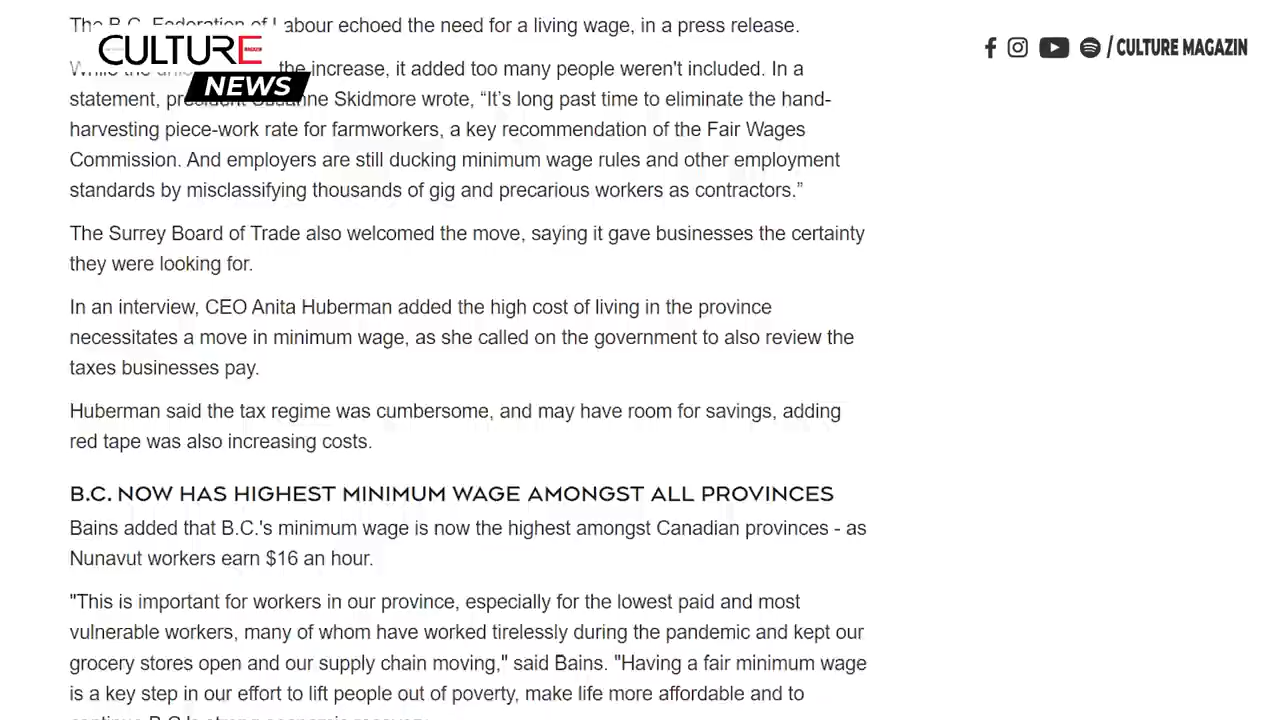 The B.C. Federation of Labour echoed the need for a living wage, in a press release.
CULTURE
MAGAZIN
NEWS
/ CULTURE MAGAZIN
While the the increase, it added too many people weren't included. In a
statement, president Sussanne Skidmore wrote, “It’s long past time to eliminate the hand-
harvesting piece-work rate for farmworkers, a key recommendation of the Fair Wages
Commission. And employers are still ducking minimum wage rules and other employment
standards by misclassifying thousands of gig and precarious workers as contractors.”
The Surrey Board of Trade also welcomed the move, saying it gave businesses the certainty
they were looking for.
In an interview, CEO Anita Huberman added the high cost of living in the province
necessitates a move in minimum wage, as she called on the government to also review the
taxes businesses pay.
Huberman said the tax regime was cumbersome, and may have room for savings, adding
red tape was also increasing costs.
B.C. NOW HAS HIGHEST MINIMUM WAGE AMONGST ALL PROVINCES
Bains added that B.C.'s minimum wage is now the highest amongst Canadian provinces - as
Nunavut workers earn $16 an hour.
"This is important for workers in our province, especially for the lowest paid and most
vulnerable workers, many of whom have worked tirelessly during the pandemic and kept our
grocery stores open and our supply chain moving," said Bains. "Having a fair minimum wage
is a key step in our effort to lift people out of poverty, make life more affordable and to